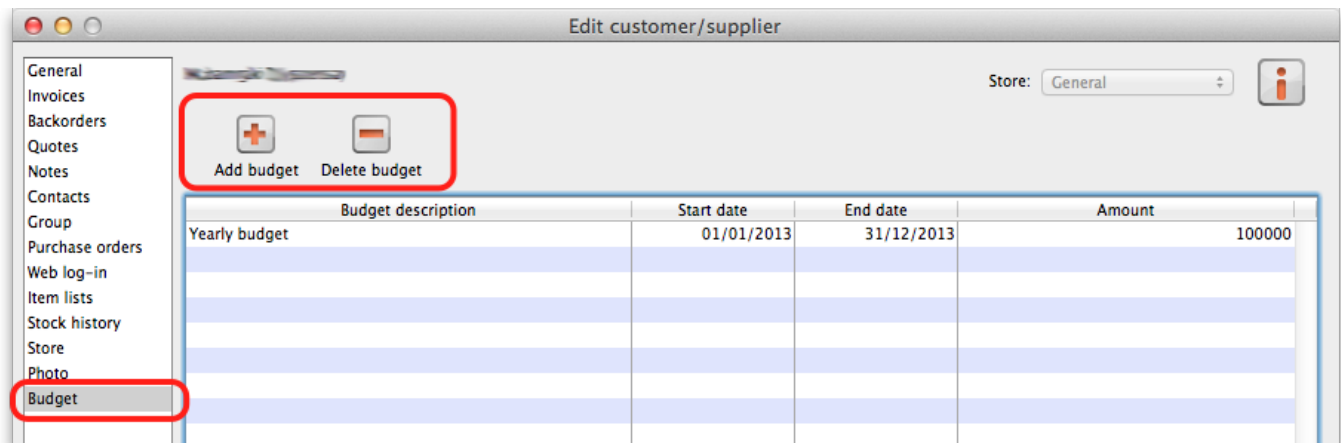 Edit customer/supplier
General
Invoices
Backorders
Quotes
Notes
Contacts
Group
Purchase orders
Web log-in
Item lists
Stock history
Store
Photo
Budget
Store: General
Add budget Delete budget
Budget description Start date End date Amount
Yearly budget 01/01/2013 31/12/2013 100000